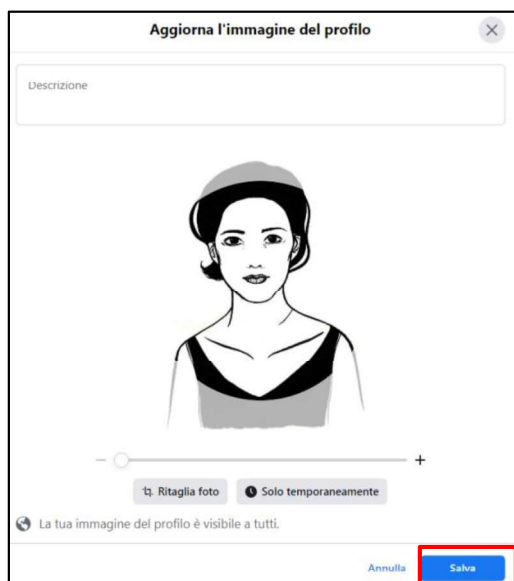 Aggiorna l'immagine del profilo
Descrizione
Ritaglia foto
Solo temporaneamente
La tua immagine del profilo è visibile a tutti.
Annulla
Salva